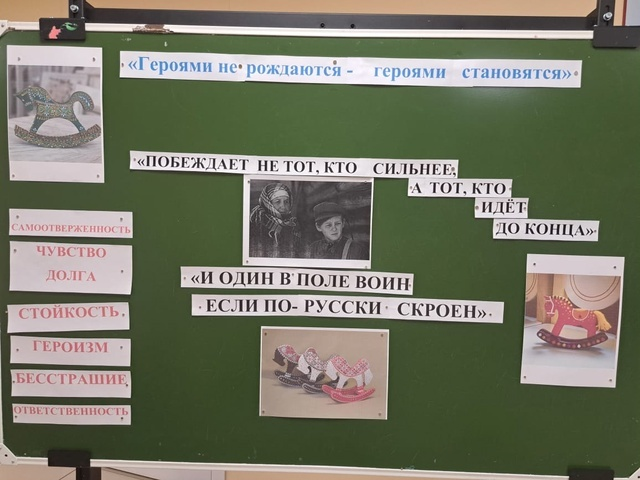 «Героями не рождаются - героями становятся»
«ПОБЕЖДАЕТ НЕ ТОТ, КТО СИЛЬНЕЕ,
А ТОТ, КТО
ИДЁТ
ДО КОНЦА»
«И ОДИН В ПОЛЕ ВОИН
ЕСЛИ ПО- РУССКИ СКРОЕН».
САМООТВЕРЖЕННОСТЬ
ЧУВСТВО
ДОЛГА
СТОЙКОСТЬ
ГЕРОИЗМ
БЕССТРАШИЕ
ОТВЕТСТВЕННОСТЬ